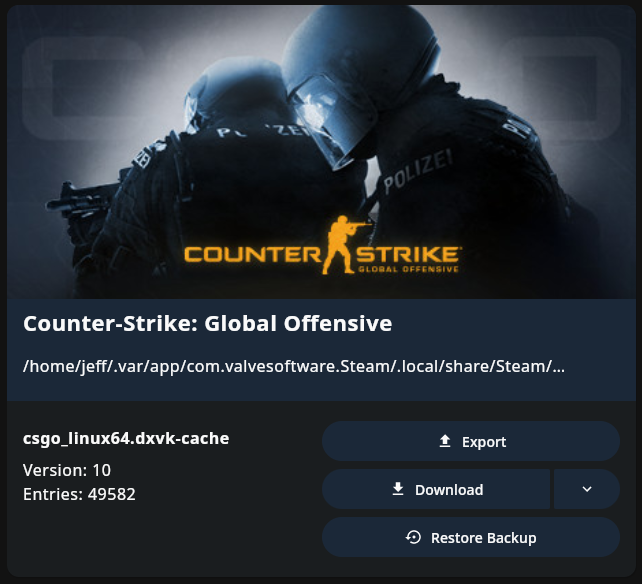 POLIZEI
POLIZEI
COUNTER STRIKE
GLOBAL OFFENSIVE
Counter-Strike: Global Offensive
/home/jeff/.var/app/com.valvesoftware.Steam/.local/share/Steam/...
csgo_linux64.dxvk-cache
Version: 10
Entries: 49582
Export
Download
Restore Backup